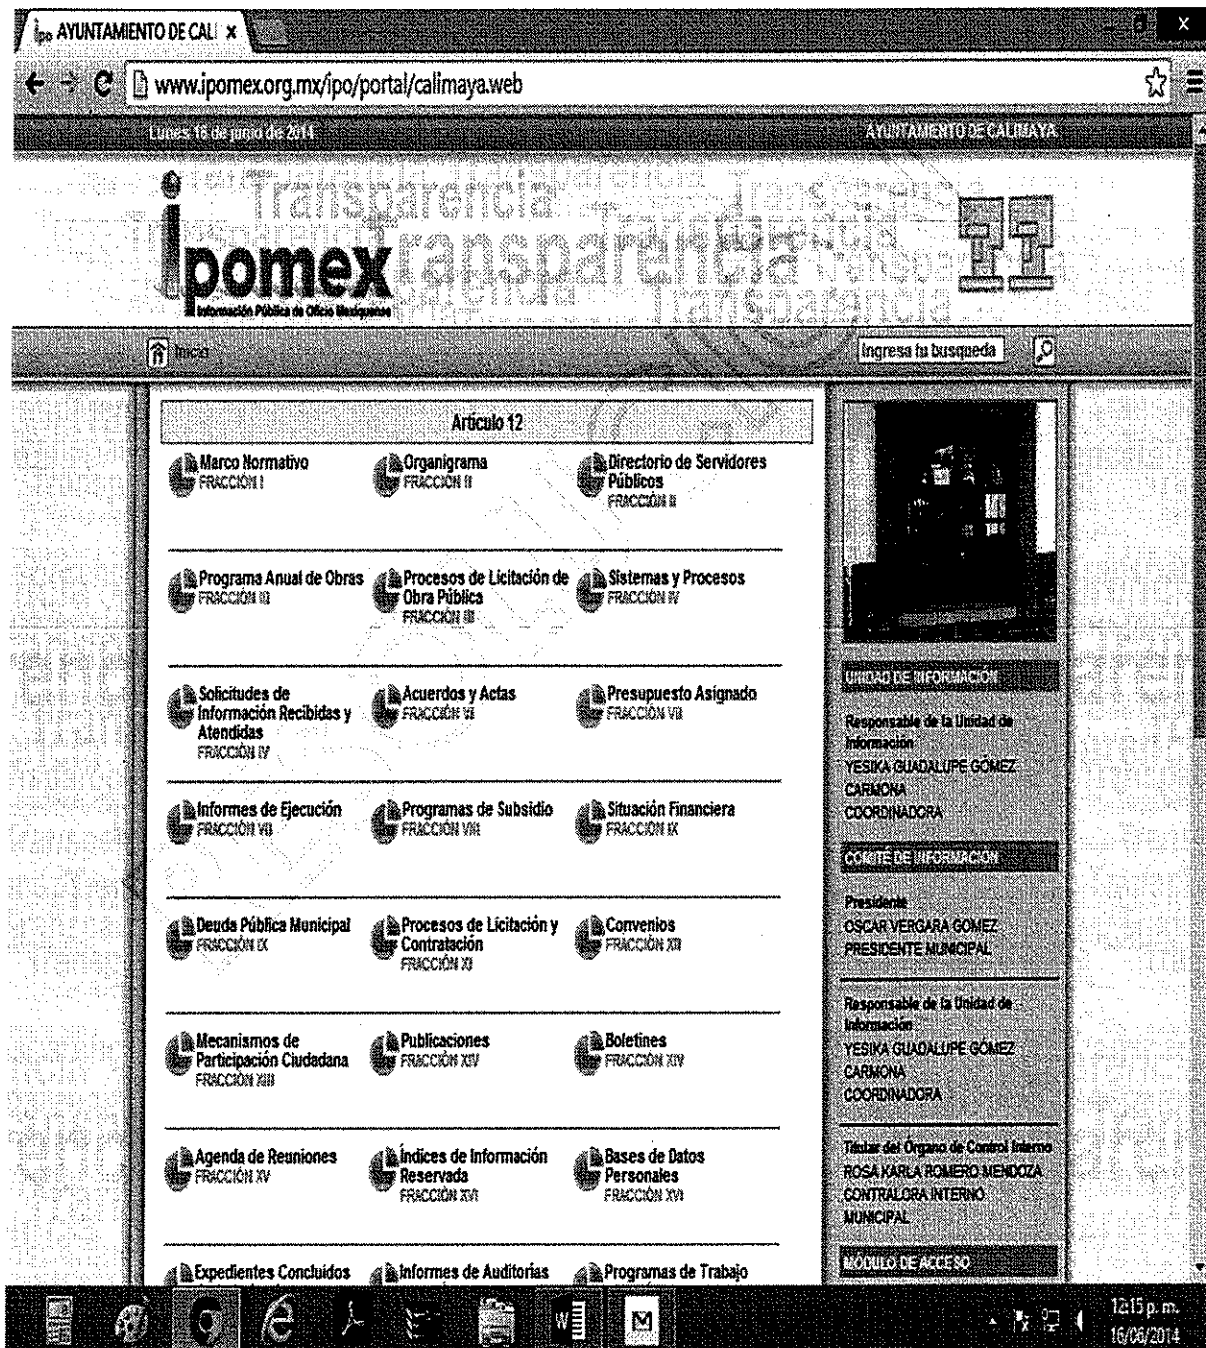 ipo AYUNTAMIENTO DE CALI x
www.ipomex.org.mx/ipo/portal/calimaya.web
Lunes 16 de junio de 2014
AYUNTAMIENTO DE CALIMAYA
Transparencia
Transparencia
Transparencia
Transparencia
ipomex
Información Pública de Oficio Mexiquense
Inicio
Ingresa tu busqueda
Artículo 12
Marco Normativo
FRACCIÓN I
Organigrama
FRACCIÓN II
Directorio de Servidores
Públicos
FRACCIÓN II
Programa Anual de Obras
FRACCIÓN III
Procesos de Licitación de
Obra Pública
FRACCIÓN III
Sistemas y Procesos
FRACCIÓN IV
Solicitudes de
Información Recibidas y
Atendidas
FRACCIÓN IV
Acuerdos y Actas
FRACCIÓN VI
Presupuesto Asignado
FRACCIÓN VII
Informes de Ejecución
FRACCIÓN VII
Programas de Subsidio
FRACCIÓN VIII
Situación Financiera
FRACCIÓN IX
Deuda Pública Municipal
FRACCIÓN IX
Procesos de Licitación y
Contratación
FRACCIÓN XI
Convenios
FRACCIÓN XII
Mecanismos de
Participación Ciudadana
FRACCIÓN XIII
Publicaciones
FRACCIÓN XIV
Boletines
FRACCIÓN XIV
Agenda de Reuniones
FRACCIÓN XV
Índices de Información
Reservada
FRACCIÓN XVI
Bases de Datos
Personales
FRACCIÓN XVI
Expedientes Concluidos
Informes de Auditorias
Programas de Trabajo
UNIDAD DE INFORMACIÓN
Responsable de la Unidad de
Información
YESIKA GUADALUPE GÓMEZ
CARMONA
COORDINADORA
COMITÉ DE INFORMACIÓN
Presidente
OSCAR VERGARA GÓMEZ
PRESIDENTE MUNICIPAL
Responsable de la Unidad de
Información
YESIKA GUADALUPE GÓMEZ
CARMONA
COORDINADORA
Titular del Órgano de Control Interno
ROSA KARLA ROMERO MENDOZA
CONTRALORA INTERNO
MUNICIPAL
MÓDULO DE ACCESO
12:15 p. m.
16/06/2014